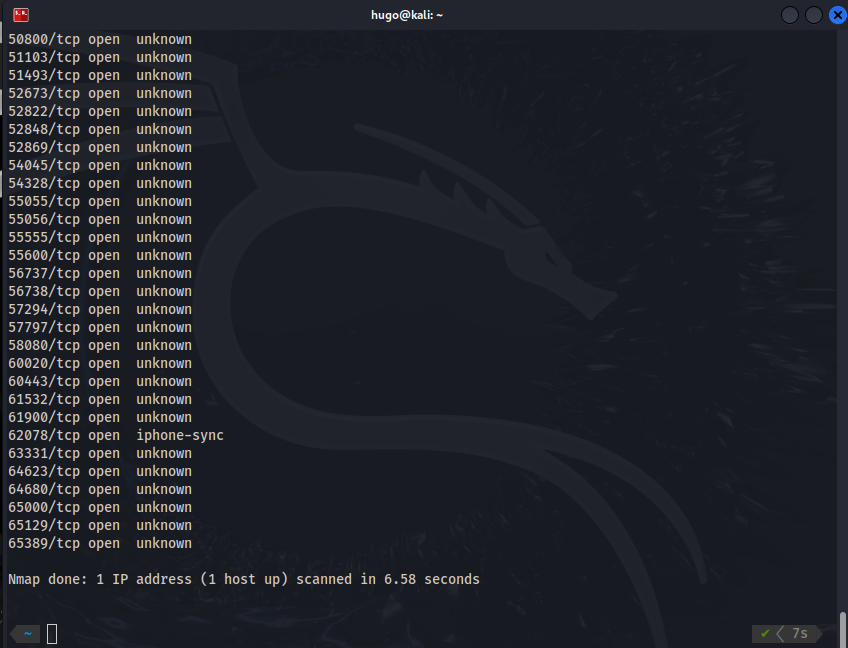 hugo@kali: ~
50800/tcp open  unknown
51103/tcp open  unknown
51493/tcp open  unknown
52673/tcp open  unknown
52822/tcp open  unknown
52848/tcp open  unknown
52869/tcp open  unknown
54045/tcp open  unknown
54328/tcp open  unknown
55055/tcp open  unknown
55056/tcp open  unknown
55555/tcp open  unknown
55600/tcp open  unknown
56737/tcp open  unknown
56738/tcp open  unknown
57294/tcp open  unknown
57797/tcp open  unknown
58080/tcp open  unknown
60020/tcp open  unknown
60443/tcp open  unknown
61532/tcp open  unknown
61900/tcp open  unknown
62078/tcp open  iphone-sync
63331/tcp open  unknown
64623/tcp open  unknown
64680/tcp open  unknown
65000/tcp open  unknown
65129/tcp open  unknown
65389/tcp open  unknown
Nmap done: 1 IP address (1 host up) scanned in 6.58 seconds
~ ✔ 7s